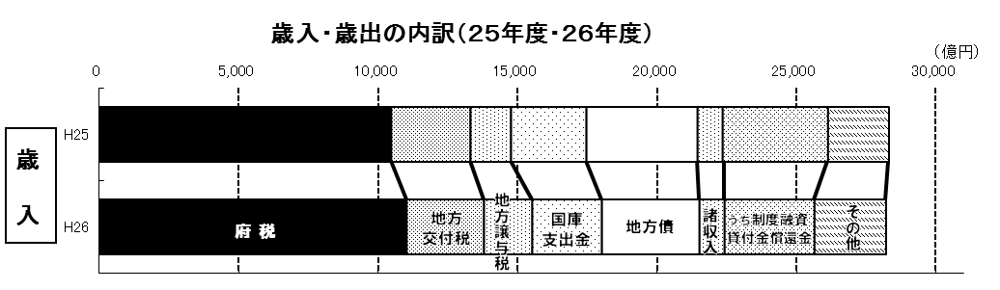 歳入・歳出の内訳（25年度・26年度）
（億円）
0 5,000 10,000 15,000 20,000 25,000 30,000
H25
歳入
H26
府税
地方
交付税
地方譲与税
国庫
支出金
地方債
諸収入
うち制度融資
貸付金償還金
その他